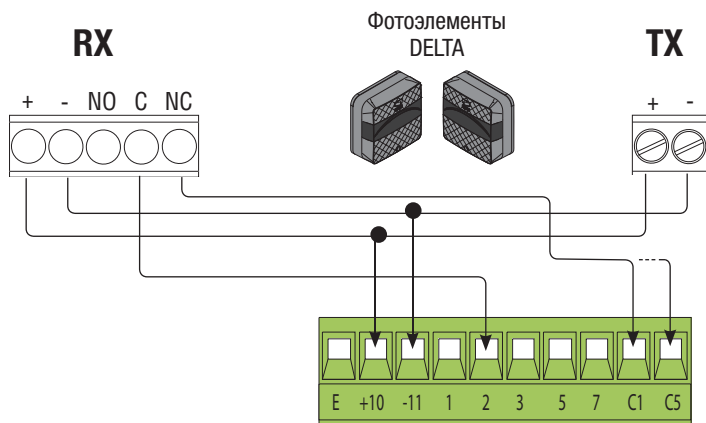 Фотоэлементы
DELTA
RX
TX
+ - NO C NC
+ -
E +10 -11 1 2 3 5 7 C1 C5